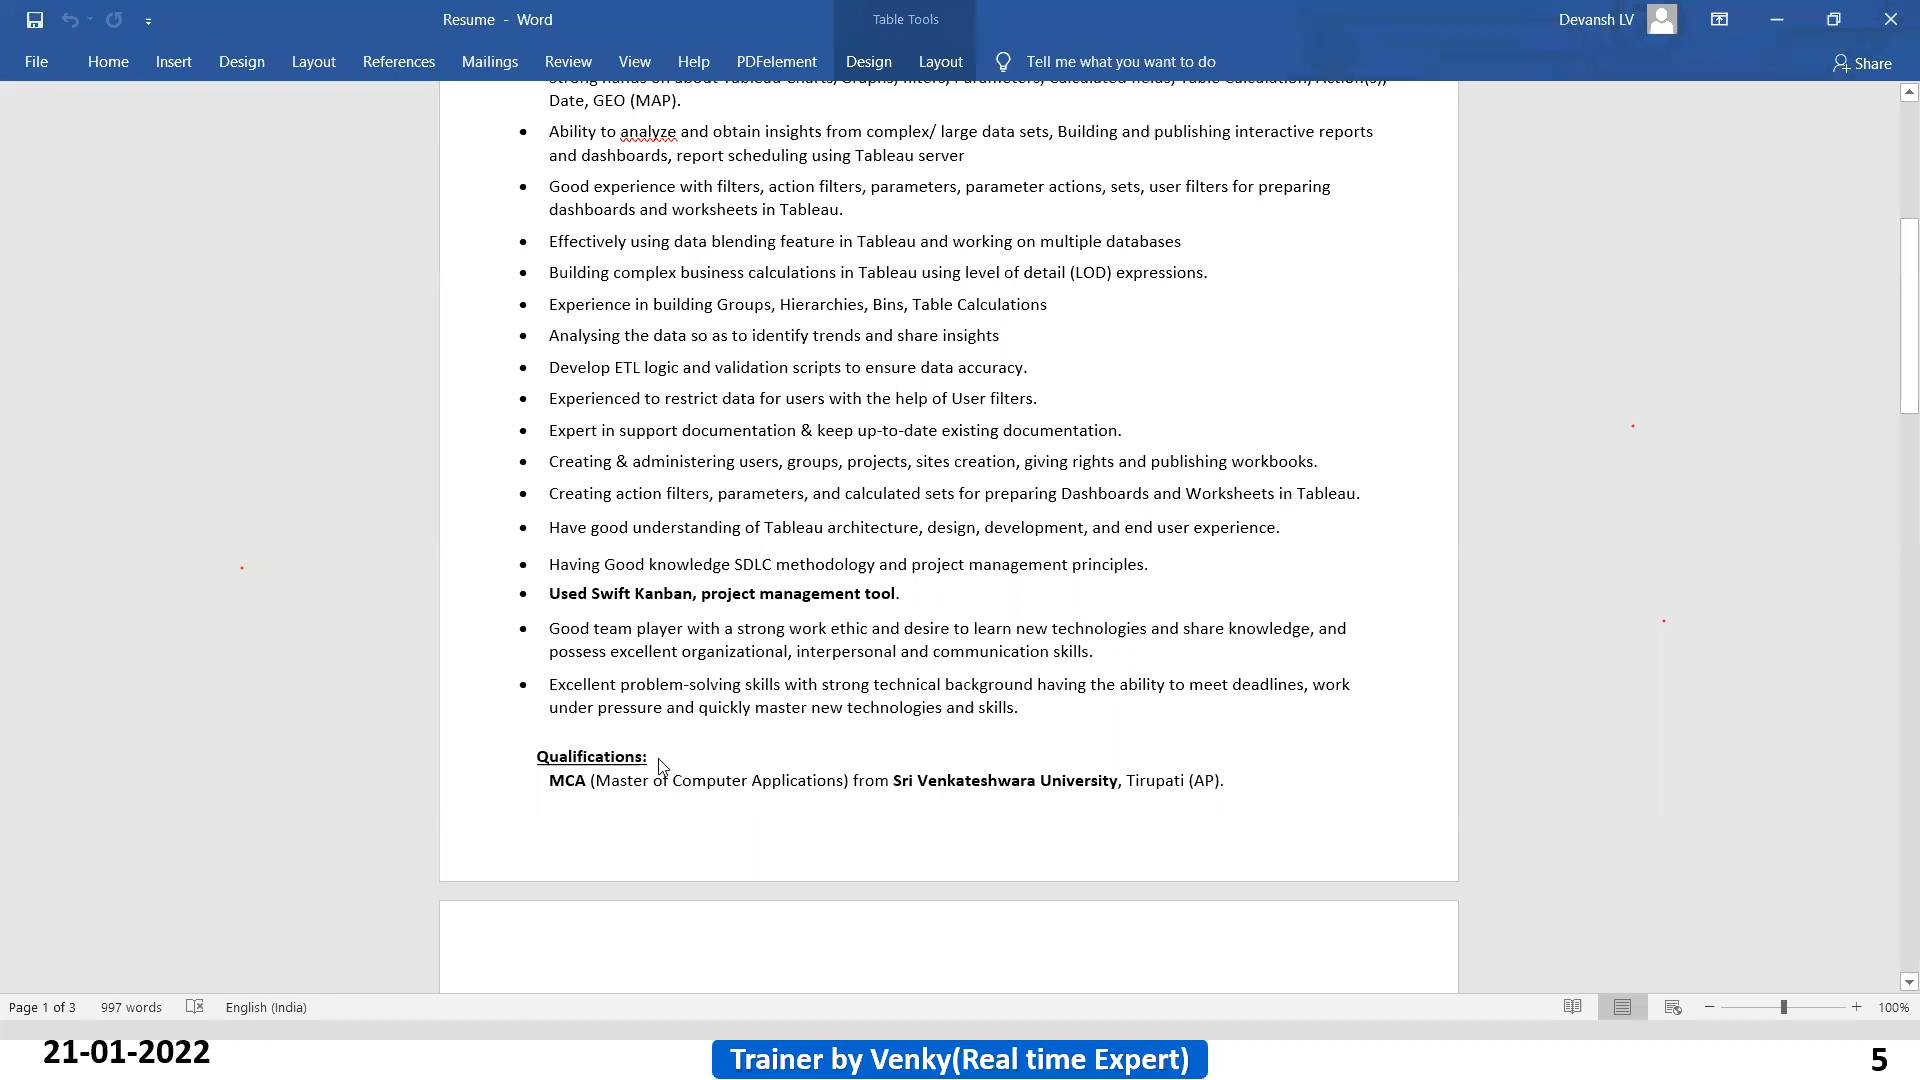 Resume - Word
Table Tools
Devansh LV
File Home Insert Design Layout References Mailings Review View Help PDFelement Design Layout Tell me what you want to do Share
Strong hands on about Tableau Charts, Graphs, filters, Parameters, Calculated fields, Table Calculation, Action(s),
Date, GEO (MAP).
• Ability to analyze and obtain insights from complex/ large data sets, Building and publishing interactive reports
and dashboards, report scheduling using Tableau server
• Good experience with filters, action filters, parameters, parameter actions, sets, user filters for preparing
dashboards and worksheets in Tableau.
• Effectively using data blending feature in Tableau and working on multiple databases
• Building complex business calculations in Tableau using level of detail (LOD) expressions.
• Experience in building Groups, Hierarchies, Bins, Table Calculations
• Analysing the data so as to identify trends and share insights
• Develop ETL logic and validation scripts to ensure data accuracy.
• Experienced to restrict data for users with the help of User filters.
• Expert in support documentation & keep up-to-date existing documentation.
• Creating & administering users, groups, projects, sites creation, giving rights and publishing workbooks.
• Creating action filters, parameters, and calculated sets for preparing Dashboards and Worksheets in Tableau.
• Have good understanding of Tableau architecture, design, development, and end user experience.
• Having Good knowledge SDLC methodology and project management principles.
• Used Swift Kanban, project management tool.
• Good team player with a strong work ethic and desire to learn new technologies and share knowledge, and
possess excellent organizational, interpersonal and communication skills.
• Excellent problem-solving skills with strong technical background having the ability to meet deadlines, work
under pressure and quickly master new technologies and skills.
Qualifications:
MCA (Master of Computer Applications) from Sri Venkateshwara University, Tirupati (AP).
Page 1 of 3 997 words English (India) 100%
21-01-2022
Trainer by Venky(Real time Expert)
5